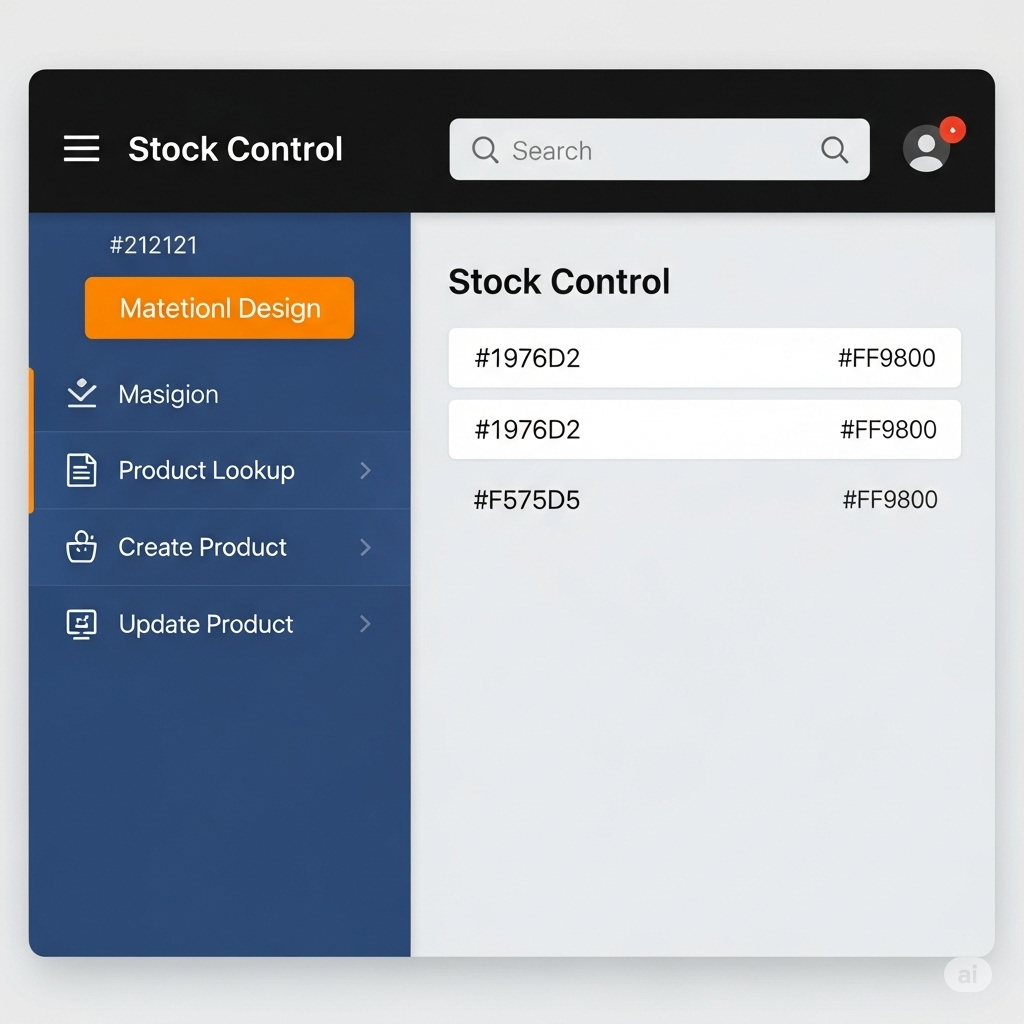 Stock Control
Search
#212121
Matetionl Design
Masigion
Product Lookup
Create Product
Update Product
Stock Control
#1976D2 #FF9800
#1976D2 #FF9800
#F575D5 #FF9800
ai